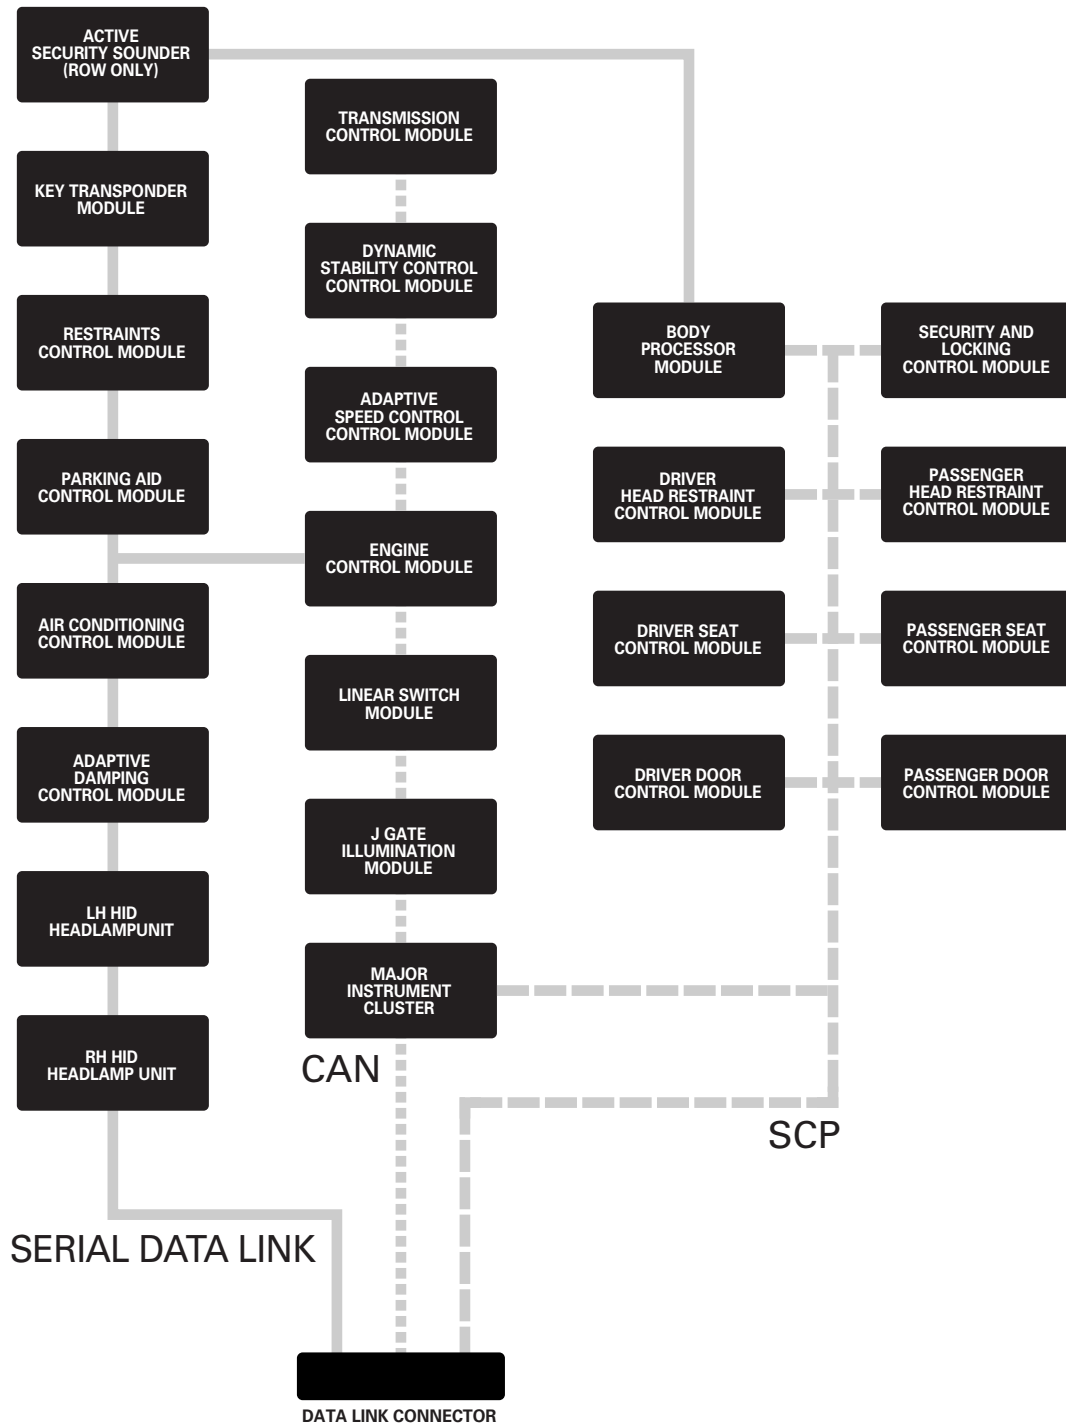 ACTIVE
SECURITY SOUNDER
(ROW ONLY)
KEY TRANSPONDER
MODULE
RESTRAINTS
CONTROL MODULE
PARKING AID
CONTROL MODULE
AIR CONDITIONING
CONTROL MODULE
ADAPTIVE
DAMPING
CONTROL MODULE
LH HID
HEADLAMPUNIT
RH HID
HEADLAMP UNIT
SERIAL DATA LINK
TRANSMISSION
CONTROL MODULE
DYNAMIC
STABILITY CONTROL
CONTROL MODULE
ADAPTIVE
SPEED CONTROL
CONTROL MODULE
ENGINE
CONTROL MODULE
LINEAR SWITCH
MODULE
J GATE
ILLUMINATION
MODULE
MAJOR
INSTRUMENT
CLUSTER
CAN
BODY
PROCESSOR
MODULE
SECURITY AND
LOCKING
CONTROL MODULE
DRIVER
HEAD RESTRAINT
CONTROL MODULE
PASSENGER
HEAD RESTRAINT
CONTROL MODULE
DRIVER SEAT
CONTROL MODULE
PASSENGER SEAT
CONTROL MODULE
DRIVER DOOR
CONTROL MODULE
PASSENGER DOOR
CONTROL MODULE
SCP
DATA LINK CONNECTOR